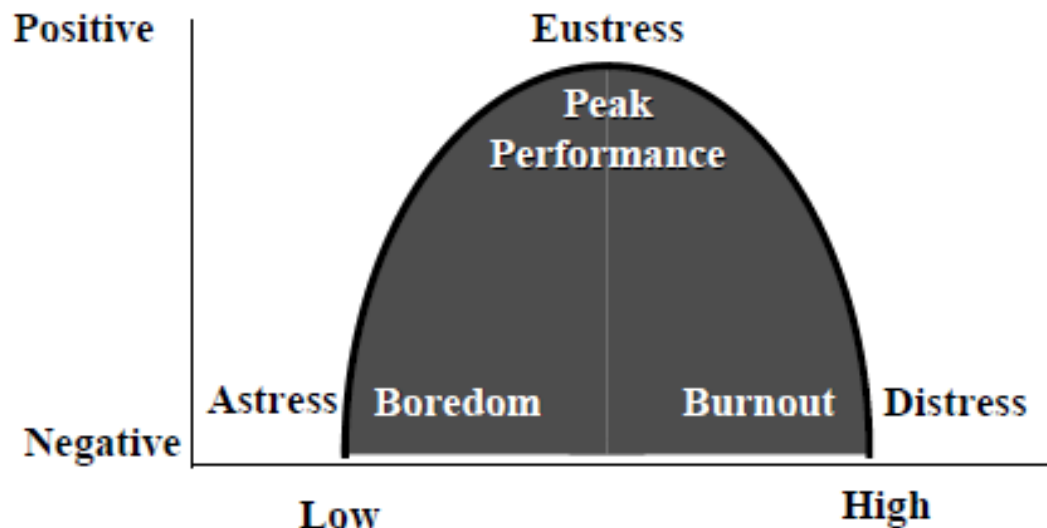 Positive
Eustress
Peak
Performance
Astress
Boredom
Burnout
Distress
Negative
Low
High